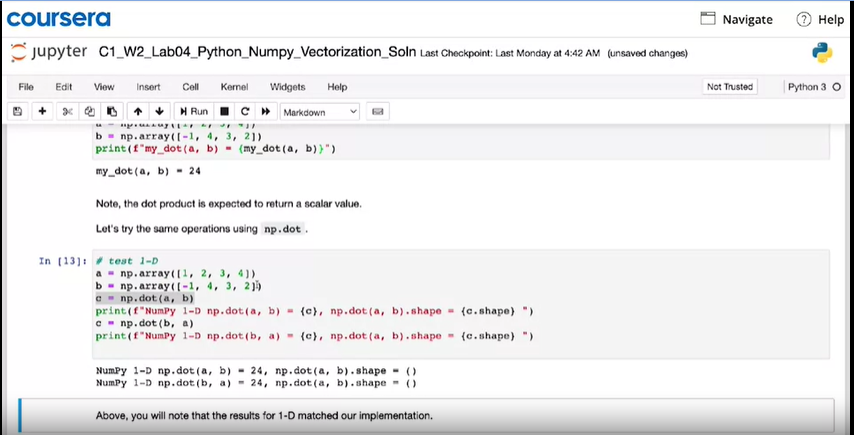 coursera
Navigate
Help
jupyter C1_W2_Lab04_Python_Numpy_Vectorization_Soln Last Checkpoint: Last Monday at 4:42 AM (unsaved changes)
File Edit View Insert Cell Kernel Widgets Help
Not Trusted
Python 3
Run
Markdown
b = np.array([-1, 4, 3, 2])
print(f"my_dot(a, b) = {my_dot(a, b)}")
my_dot(a, b) = 24
Note, the dot product is expected to return a scalar value.
Let's try the same operations using np.dot .
In [13]: # test 1-D
a = np.array([1, 2, 3, 4])
b = np.array([-1, 4, 3, 2])
c = np.dot(a, b)
print(f"NumPy 1-D np.dot(a, b) = {c}, np.dot(a, b).shape = {c.shape} ")
c = np.dot(b, a)
print(f"NumPy 1-D np.dot(b, a) = {c}, np.dot(a, b).shape = {c.shape} ")
NumPy 1-D np.dot(a, b) = 24, np.dot(a, b).shape = ()
NumPy 1-D np.dot(b, a) = 24, np.dot(a, b).shape = ()
Above, you will note that the results for 1-D matched our implementation.